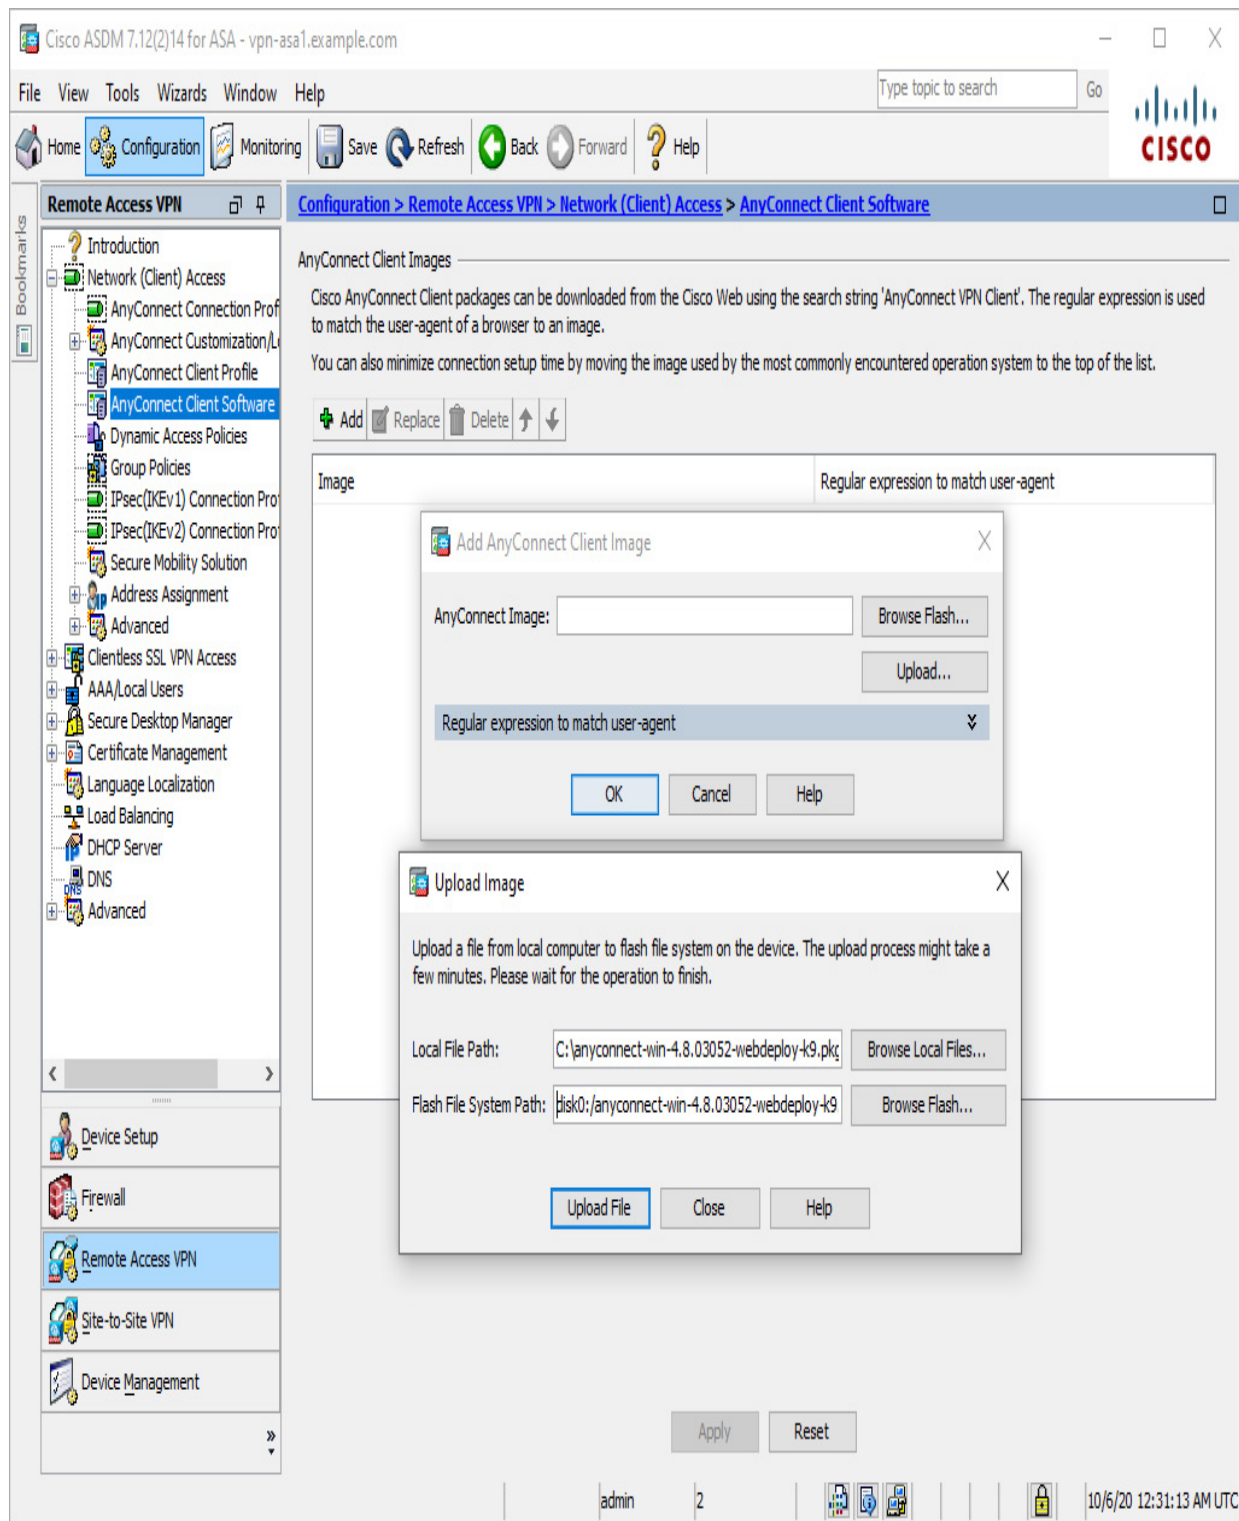 Cisco ASDM 7.12(2)14 for ASA - vpn-asa1.example.com
File View Tools Wizards Window Help
Type topic to search
Go
Home Configuration Monitoring Save Refresh Back Forward Help
CISCO
Bookmarks
Remote Access VPN
Introduction
Network (Client) Access
AnyConnect Connection Prof
AnyConnect Customization/L
AnyConnect Client Profile
AnyConnect Client Software
Dynamic Access Policies
Group Policies
IPsec(IKEv1) Connection Pro
IPsec(IKEv2) Connection Pro
Secure Mobility Solution
Address Assignment
Advanced
Clientless SSL VPN Access
AAA/Local Users
Secure Desktop Manager
Certificate Management
Language Localization
Load Balancing
DHCP Server
DNS
Advanced
Device Setup
Firewall
Remote Access VPN
Site-to-Site VPN
Device Management
Configuration > Remote Access VPN > Network (Client) Access > AnyConnect Client Software
AnyConnect Client Images
Cisco AnyConnect Client packages can be downloaded from the Cisco Web using the search string 'AnyConnect VPN Client'. The regular expression is used
to match the user-agent of a browser to an image.
You can also minimize connection setup time by moving the image used by the most commonly encountered operation system to the top of the list.
Add Replace Delete
Image Regular expression to match user-agent
Add AnyConnect Client Image
AnyConnect Image: Browse Flash...
Upload...
Regular expression to match user-agent
OK Cancel Help
Upload Image
Upload a file from local computer to flash file system on the device. The upload process might take a
few minutes. Please wait for the operation to finish.
Local File Path: C:\anyconnect-win-4.8.03052-webdeploy-k9.pkg Browse Local Files...
Flash File System Path: disk0:/anyconnect-win-4.8.03052-webdeploy-k9 Browse Flash...
Upload File Close Help
Apply Reset
admin 2 10/6/20 12:31:13 AM UTC